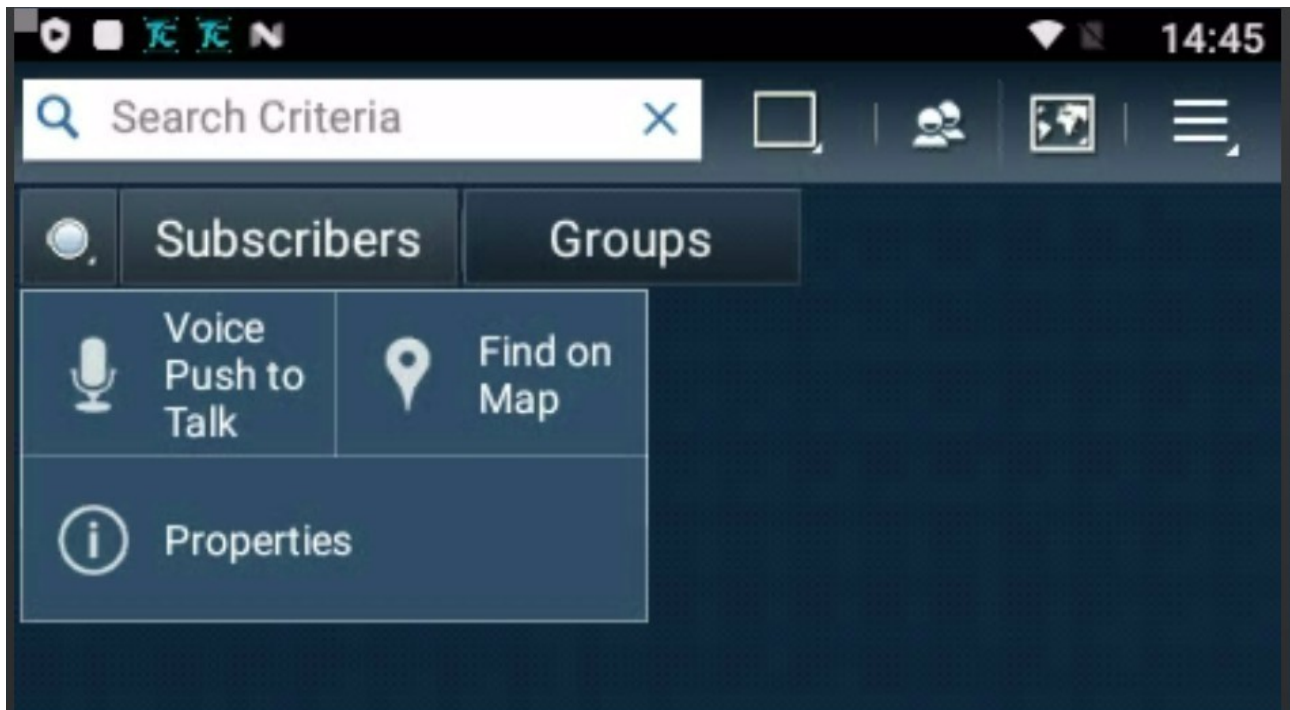 14:45
Search Criteria
Subscribers
Groups
Voice
Push to
Talk
Find on
Map
Properties